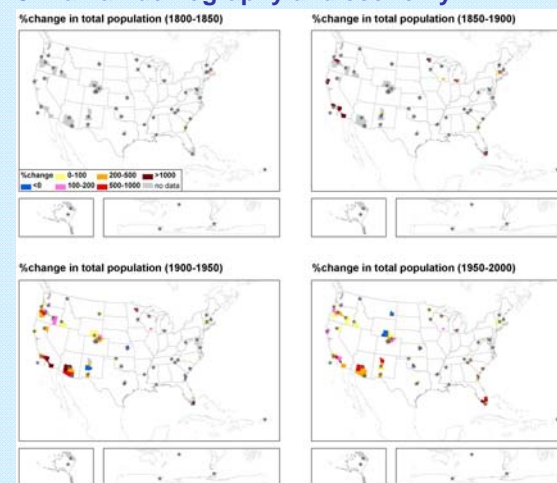 %change in total population (1800-1850)
%change in total population (1850-1900)
%change 0-100 200-500 >1000
<0 100-200 500-1000 no data
%change in total population (1900-1950)
%change in total population (1950-2000)